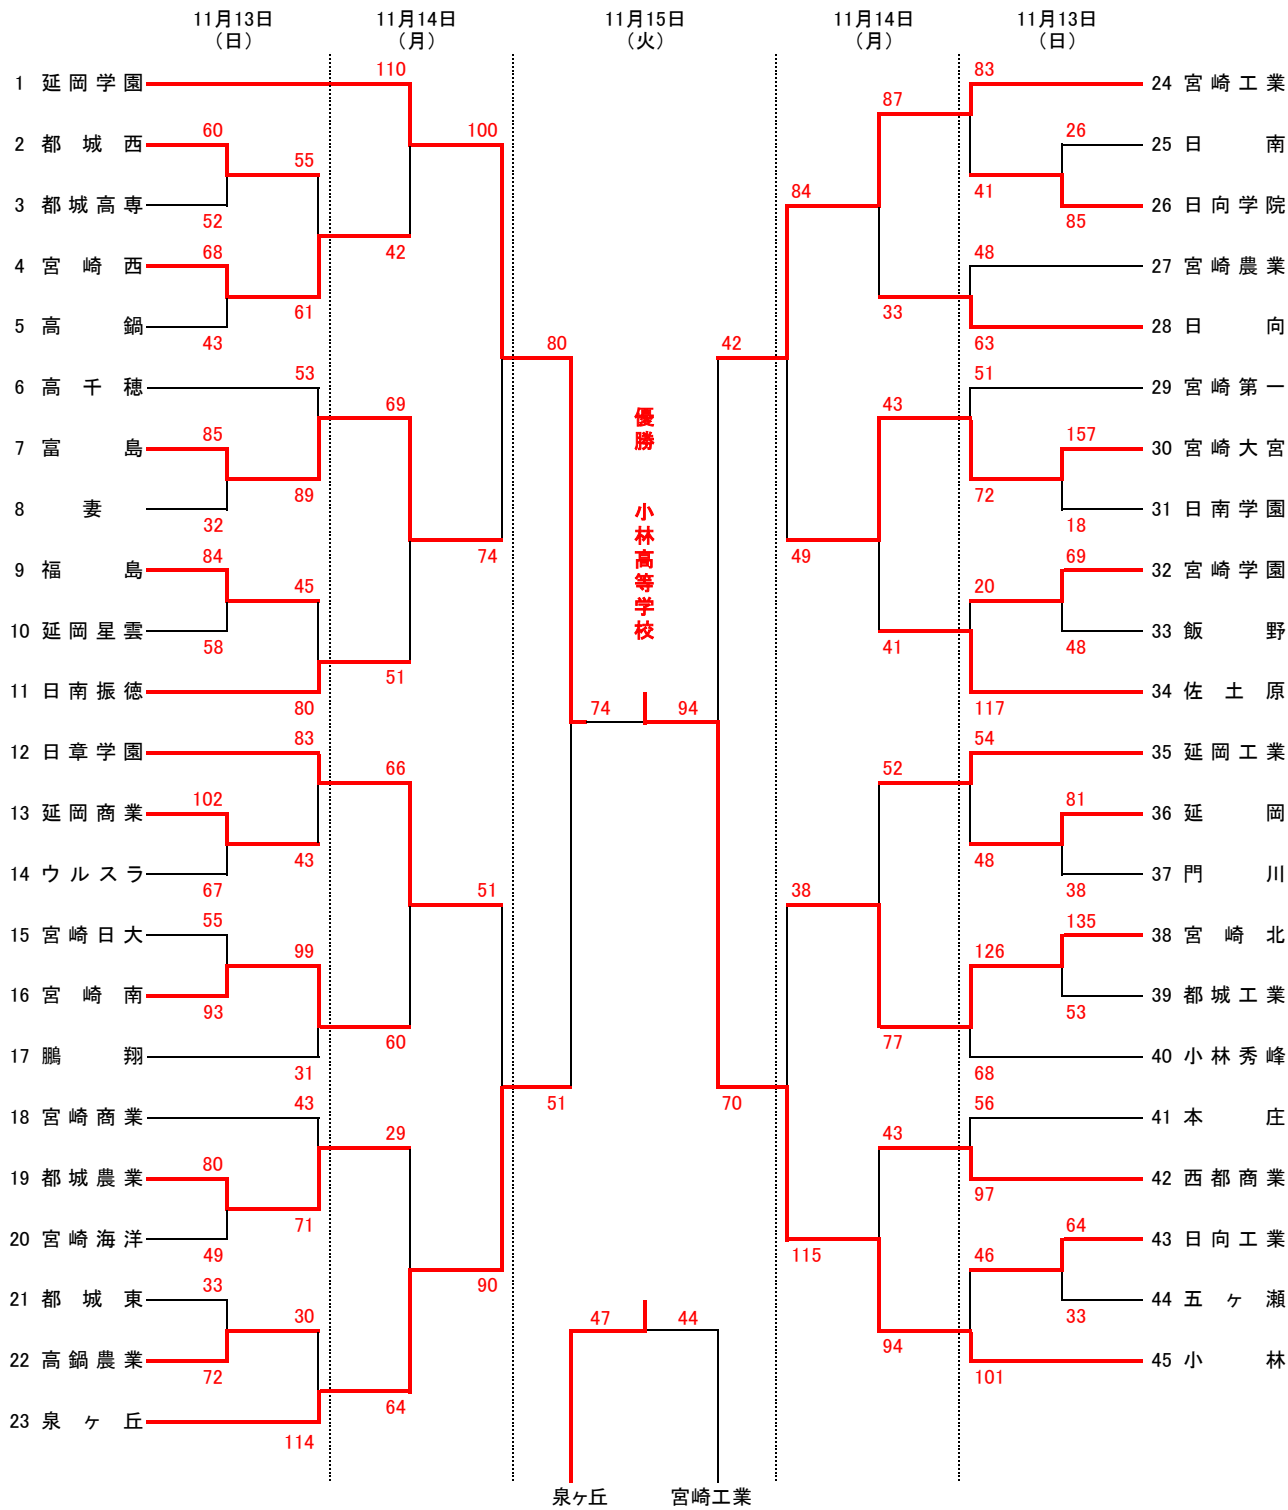 11月13日
（日）
11月14日
（月）
11月15日
（火）
11月14日
（月）
11月13日
（日）
1 延岡学園
2 都城西
3 都城高専
4 宮崎西
5 高鍋
6 高千穂
7 富島
8 妻
9 福島
10 延岡星雲
11 日南振徳
12 日章学園
13 延岡商業
14 ウルスラ
15 宮崎日大
16 宮崎南
17 鵬翔
18 宮崎商業
19 都城農業
20 宮崎海洋
21 都城東
22 高鍋農業
23 泉ヶ丘
60
52
68
43
85
32
84
58
102
67
55
93
80
49
33
72
55
61
53
89
45
80
83
43
99
31
43
71
30
114
110
42
69
51
66
60
29
64
100
74
51
90
80
51
優勝 小林高等学校
74
94
47
44
泉ヶ丘
宮崎工業
42
70
84
49
38
115
87
33
43
41
52
77
43
94
83
41
48
63
51
72
20
117
54
48
126
68
56
97
46
101
26
85
157
18
69
48
81
38
135
53
64
33
24 宮崎工業
25 日南
26 日向学院
27 宮崎農業
28 日向
29 宮崎第一
30 宮崎大宮
31 日南学園
32 宮崎学園
33 飯野
34 佐土原
35 延岡工業
36 延岡
37 門川
38 宮崎北
39 都城工業
40 小林秀峰
41 本庄
42 西都商業
43 日向工業
44 五ヶ瀬
45 小林